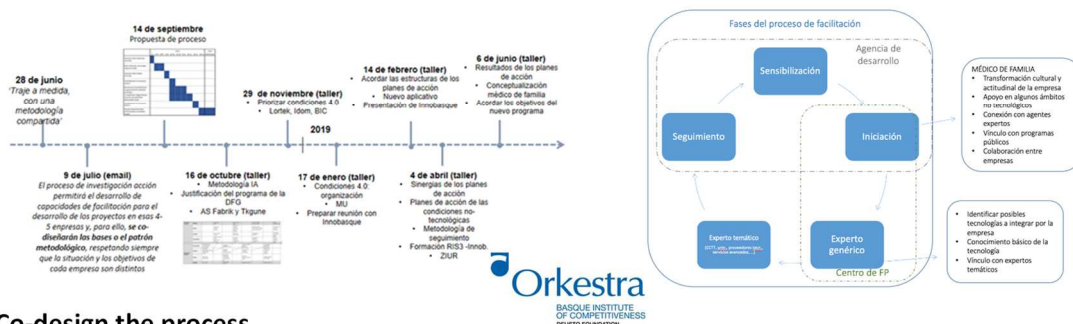 14 de septiembre
Propuesta de proceso
28 de junio
'Traje a medida,
con una
metodología
compartida'
29 de noviembre (taller)
• Priorizar condiciones 4.0
• Lortek, Idom, BIC
14 de febrero (taller)
• Acordar las estructuras de los
planes de acción
• Nuevo aplicativo
• Presentación de Innobasque
6 de junio (taller)
• Resultados de los planes
de acción
• Conceptualización
médico de familia
• Acordar los objetivos del
nuevo programa
2019
9 de julio (email)
El proceso de investigación acción
permitirá el desarrollo de
capacidades de facilitación para el
desarrollo de los proyectos en esas 4-
5 empresas y, para ello, se co-
diseñarán las bases o el patrón
metodológico, respetando siempre
que la situación y los objetivos de
cada empresa son distintos
16 de octubre (taller)
• Metodología IA
• Justificación del programa de la
DFG
• AS Fabrik y Tkgune
17 de enero (taller)
• Condiciones 4.0:
organización
• MU
• Preparar reunión con
Innobasque
4 de abril (taller)
• Sinergias de los planes
de acción
• Planes de acción de las
condiciones no-
tecnológicas
• Metodología de
seguimiento
• Formación RIS3 -Innob.
• ZIUR
Fases del proceso de facilitación
Agencia de
desarrollo
Sensibilización
Seguimiento
Iniciación
Experto temático
Experto
genérico
Centro de FP
MÉDICO DE FAMILIA
• Transformación cultural y
actitudinal de la empresa
• Apoyo en algunos ámbitos
no tecnológicos
• Conexión con agentes
expertos
• Vínculo con programas
públicos
• Colaboración entre
empresas
• Identificar posibles
tecnologías a integrar por la
empresa
• Conocimiento básico de la
tecnología
• Vínculo con expertos
temáticos
Orkestra
BASQUE INSTITUTE
OF COMPETITIVENESS
DEUSTO FOUNDATION
Co-design the process